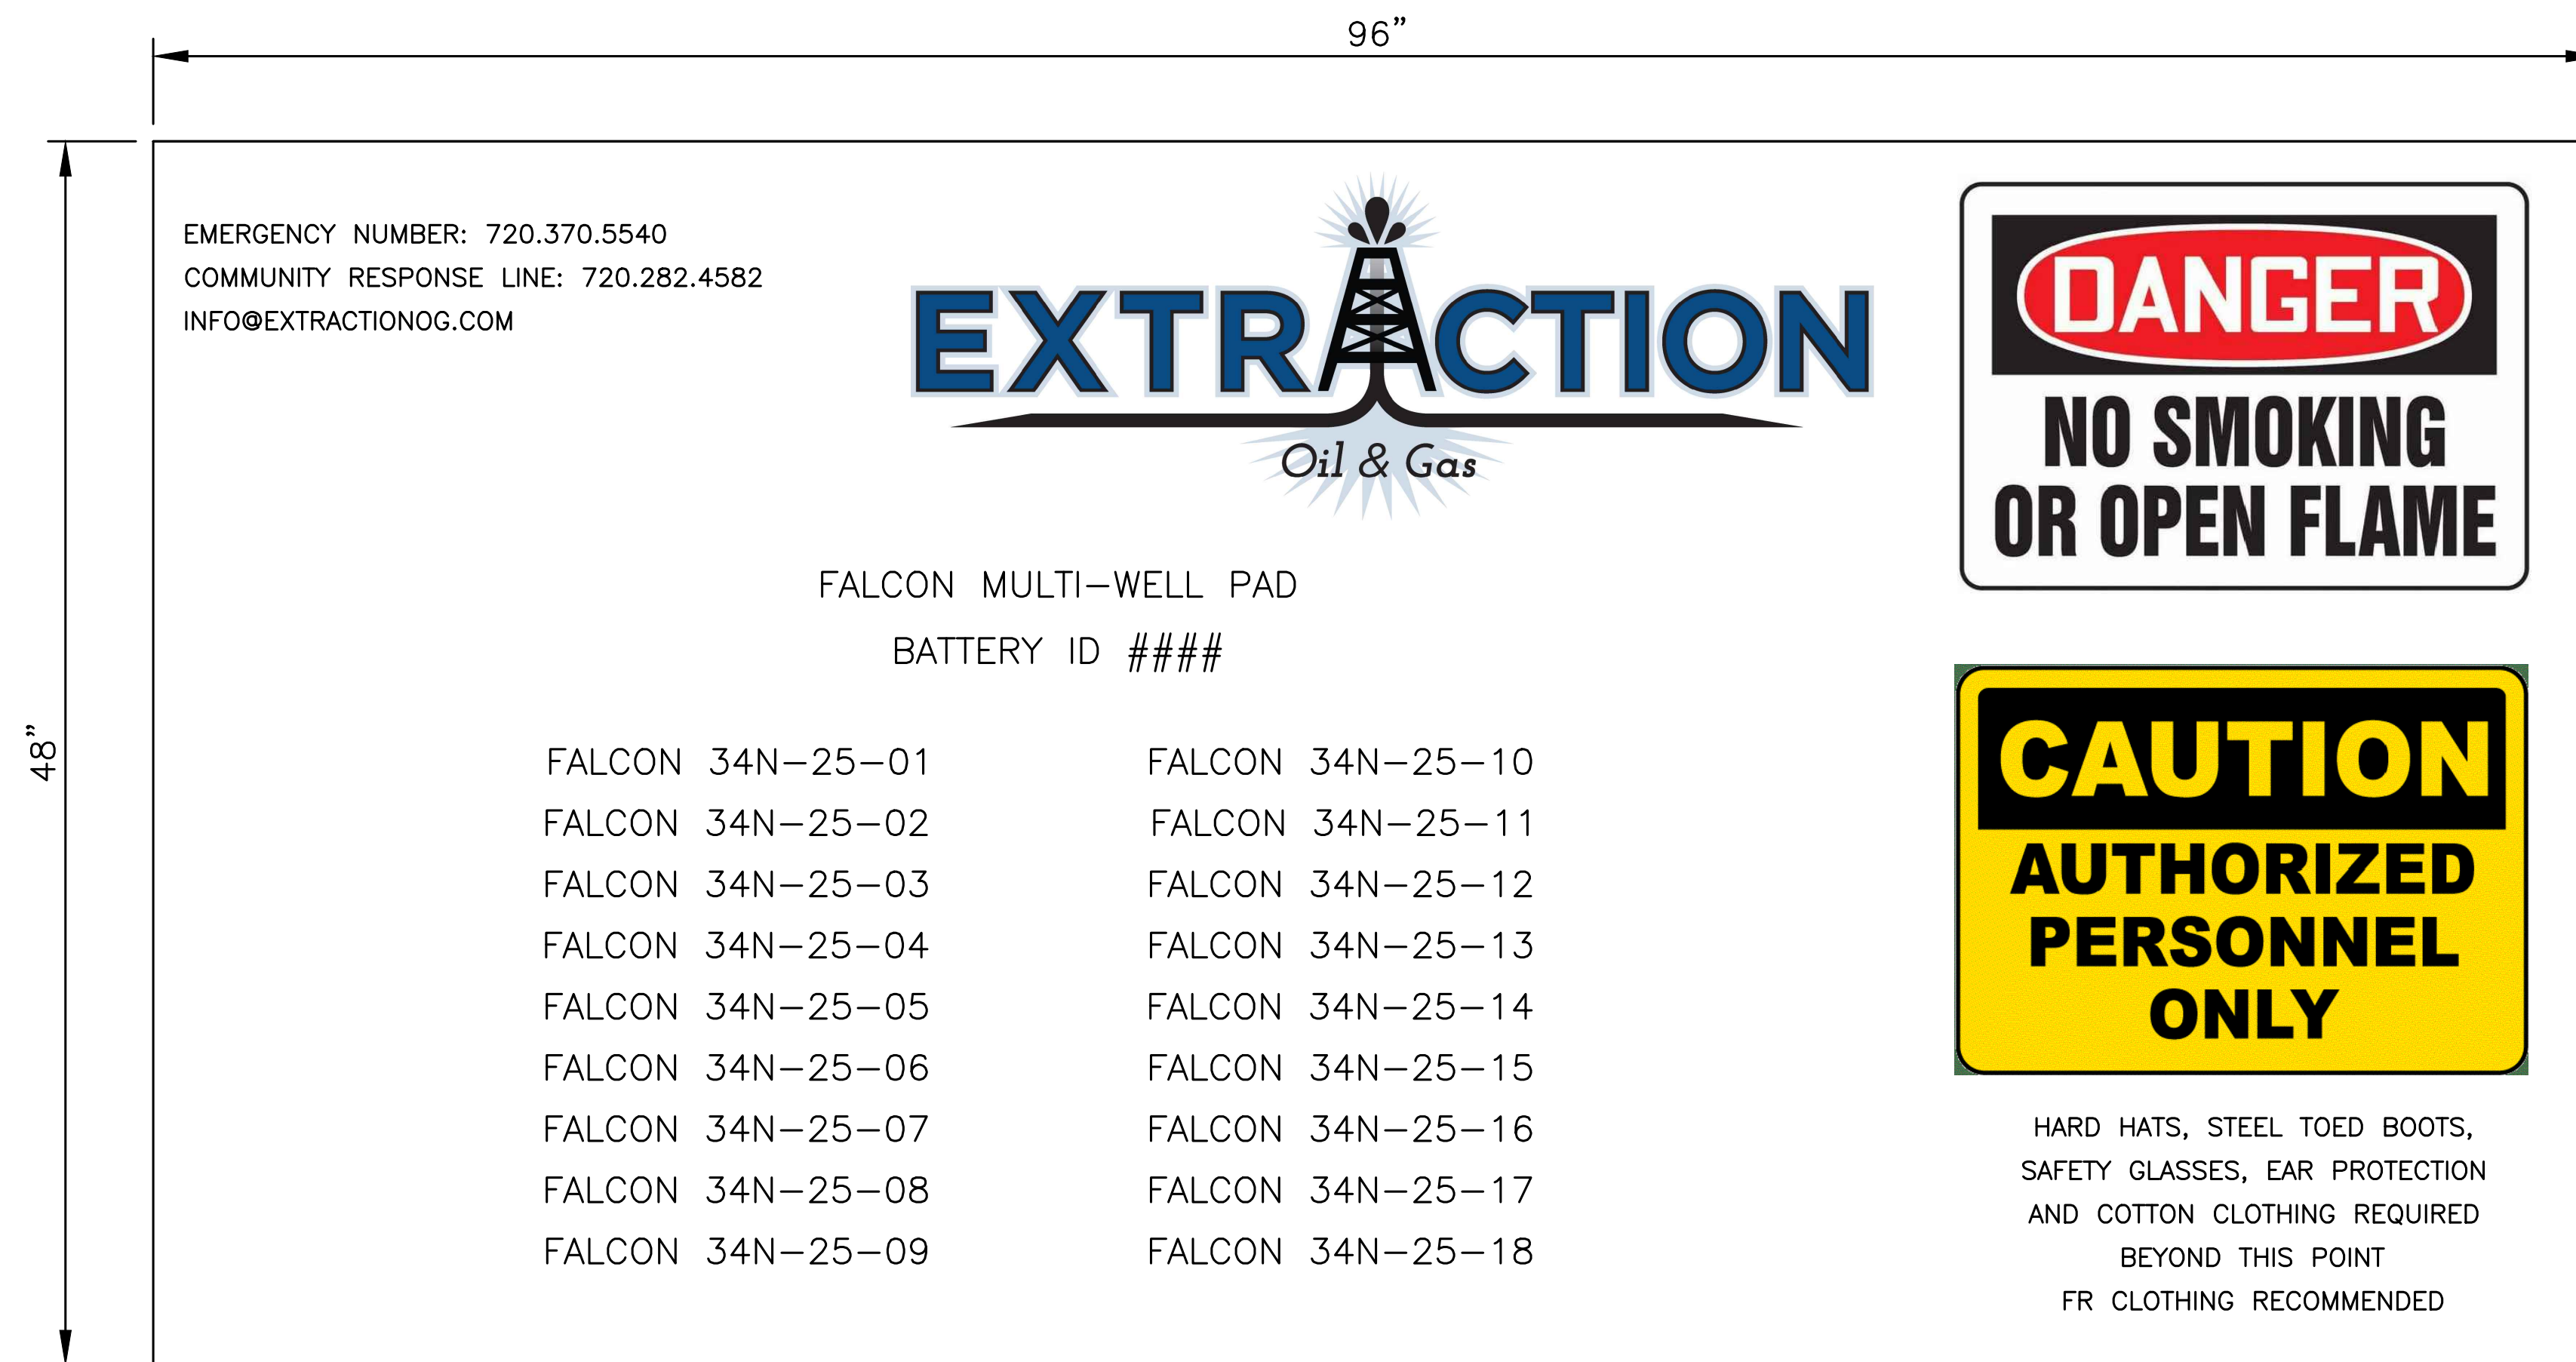 96”
48”
EMERGENCY NUMBER: 720.370.5540
COMMUNITY RESPONSE LINE: 720.282.4582
INFO@EXTRACTIONOG.COM
EXTRACTION
Oil & Gas
FALCON MULTI-WELL PAD
BATTERY ID ####
FALCON 34N-25-01
FALCON 34N-25-02
FALCON 34N-25-03
FALCON 34N-25-04
FALCON 34N-25-05
FALCON 34N-25-06
FALCON 34N-25-07
FALCON 34N-25-08
FALCON 34N-25-09
FALCON 34N-25-10
FALCON 34N-25-11
FALCON 34N-25-12
FALCON 34N-25-13
FALCON 34N-25-14
FALCON 34N-25-15
FALCON 34N-25-16
FALCON 34N-25-17
FALCON 34N-25-18
DANGER
NO SMOKING
OR OPEN FLAME
CAUTION
AUTHORIZED
PERSONNEL
ONLY
HARD HATS, STEEL TOED BOOTS,
SAFETY GLASSES, EAR PROTECTION
AND COTTON CLOTHING REQUIRED
BEYOND THIS POINT
FR CLOTHING RECOMMENDED